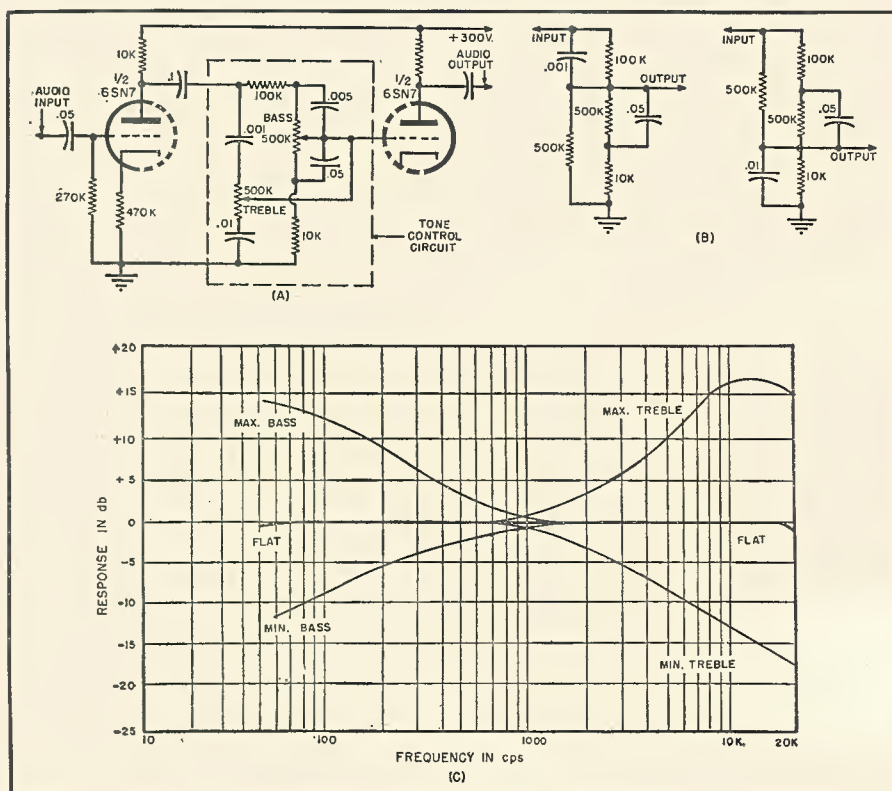 +300V.
10K
AUDIO
OUTPUT
1/2
6SN7
1/2
6SN7
AUDIO
INPUT
.05
.1
100K
.005
BASS
500K
.001
.05
500K
TREBLE
.01
10K
270K
470K
TONE
CONTROL
CIRCUIT
(A)
INPUT
.001
100K
OUTPUT
500K
.05
500K
10K
INPUT
100K
500K
500K
.05
.01
10K
OUTPUT
(B)
+20
+15
+10
+5
0
-5
-10
-15
-20
-25
RESPONSE IN db
MAX. BASS
MAX. TREBLE
FLAT
FLAT
MIN. BASS
MIN. TREBLE
10
100
1000
10K
20K
FREQUENCY IN cps
(C)